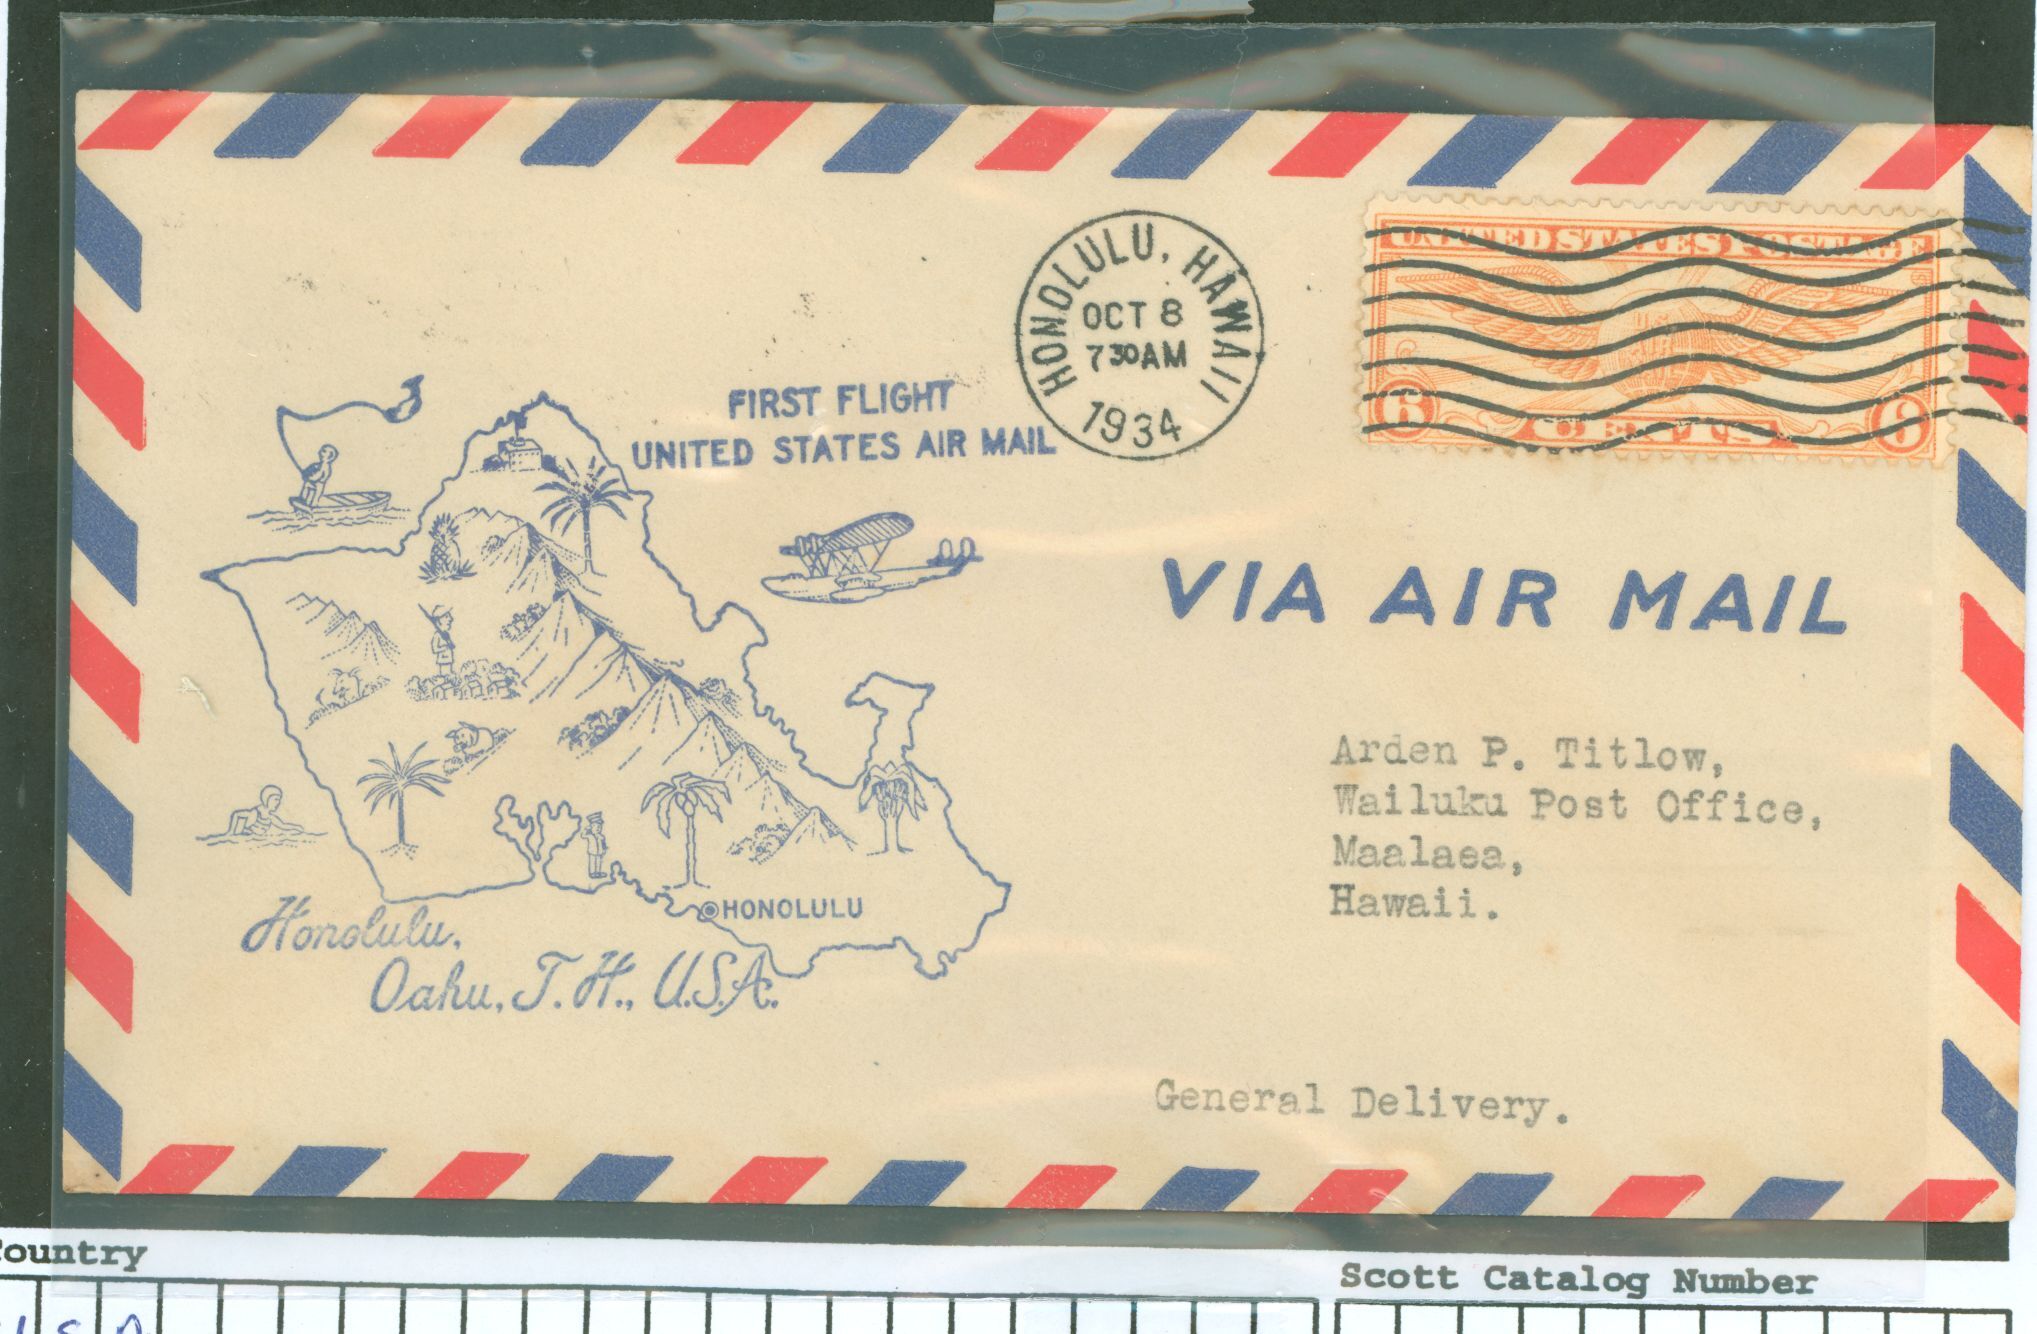 HONOLULU, HAWAII
OCT 8
7 30 AM
1934
UNITED STATES POSTAGE
6 CENTS 6
FIRST FLIGHT
UNITED STATES AIR MAIL
VIA AIR MAIL
Arden P. Titlow,
Wailuku Post Office,
Maalaea,
Hawaii.
HONOLULU
Honolulu,
Oahu, T.H., U.S.A.
General Delivery.
Country
Scott Catalog Number